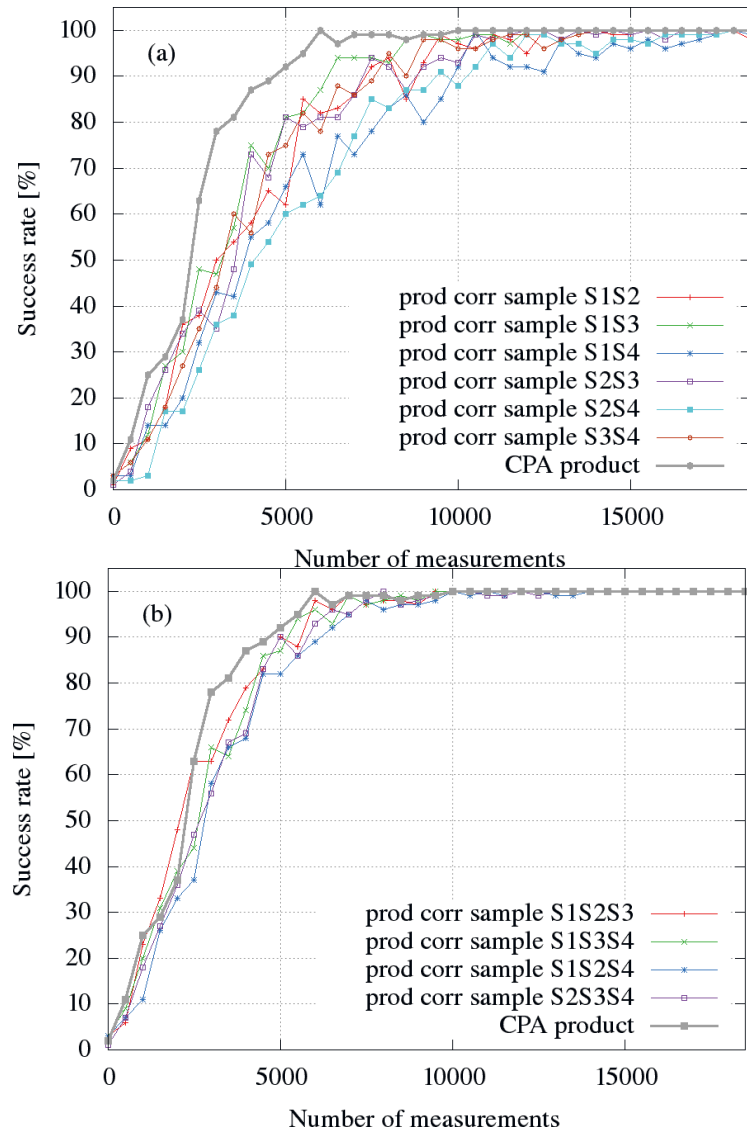 (a)
Success rate [%]
100
90
80
70
60
50
40
30
20
10
0
prod corr sample S1S2
prod corr sample S1S3
prod corr sample S1S4
prod corr sample S2S3
prod corr sample S2S4
prod corr sample S3S4
CPA product
0 5000 10000 15000
Number of measurements
(b)
Success rate [%]
100
90
80
70
60
50
40
30
20
10
0
prod corr sample S1S2S3
prod corr sample S1S3S4
prod corr sample S1S2S4
prod corr sample S2S3S4
CPA product
0 5000 10000 15000
Number of measurements